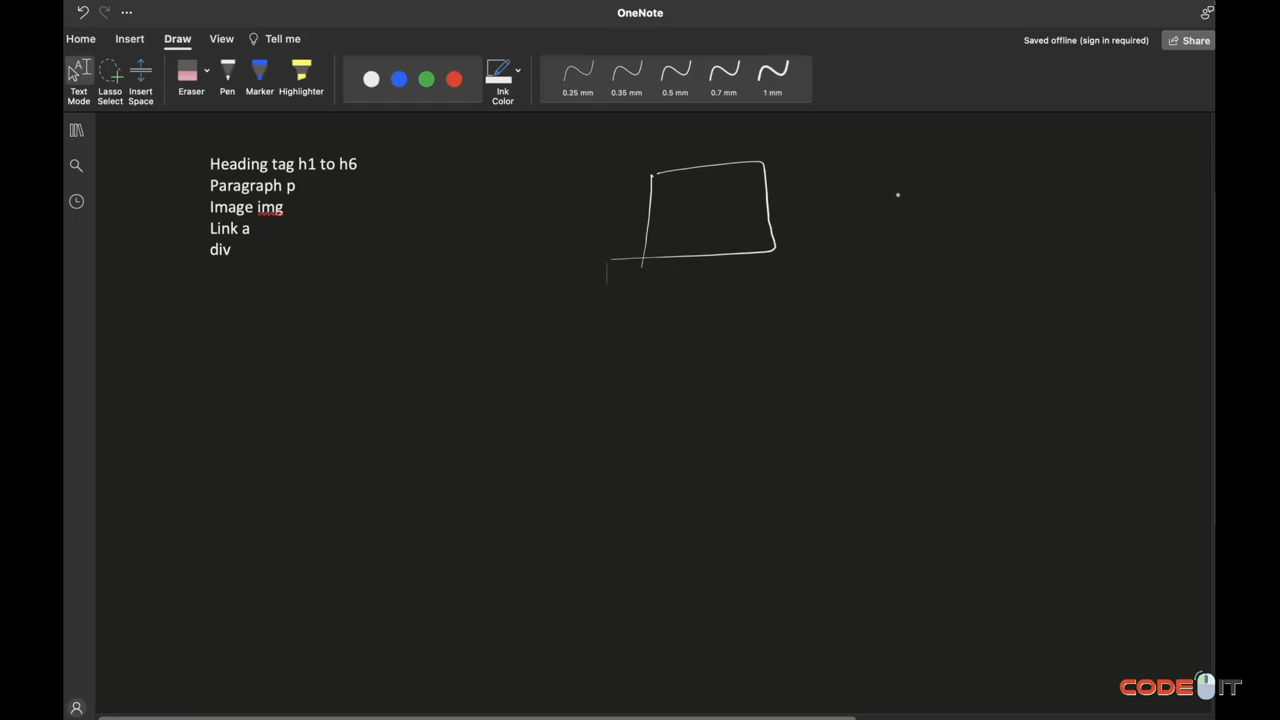 OneNote
Home Insert Draw View Tell me
Saved offline (sign in required) Share
Text Mode
Lasso Select
Insert Space
Eraser
Pen
Marker
Highlighter
Ink Color
0.25 mm
0.35 mm
0.5 mm
0.7 mm
1 mm
Heading tag h1 to h6
Paragraph p
Image img
Link a
div
CODE IT